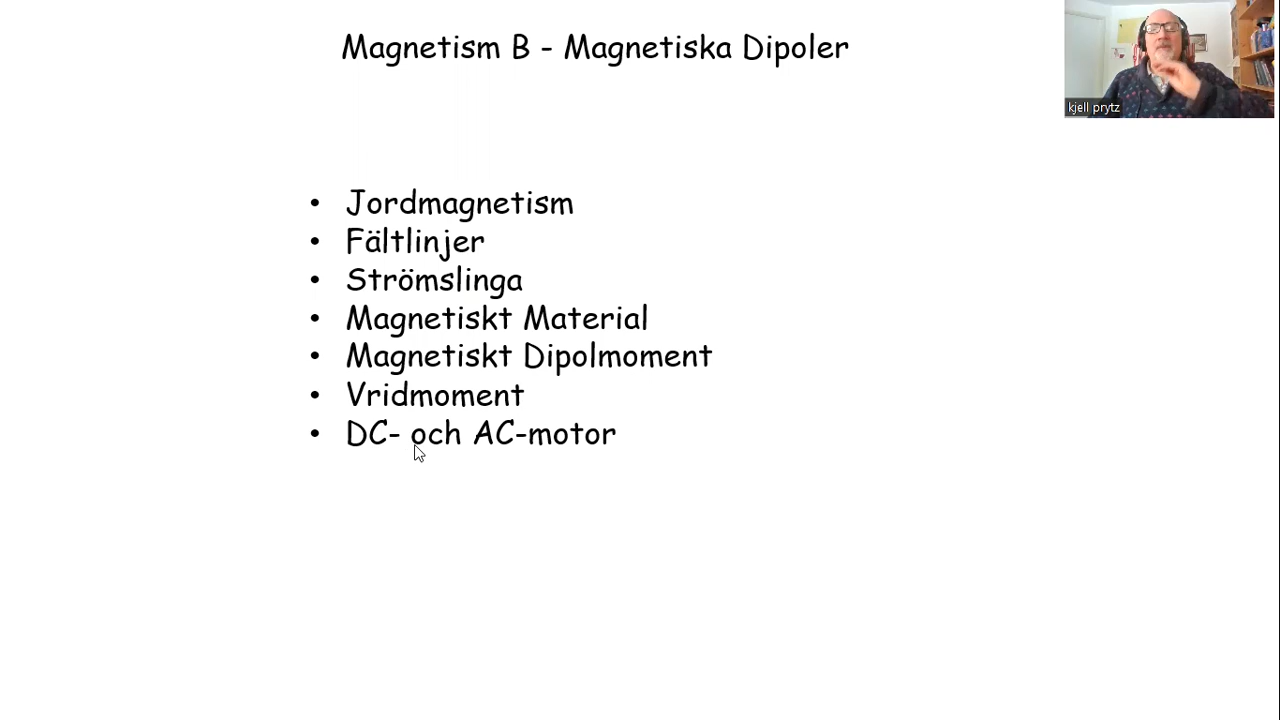 Magnetism B - Magnetiska Dipoler
kjell prytz
• Jordmagnetism
• Fältlinjer
• Strömslinga
• Magnetiskt Material
• Magnetiskt Dipolmoment
• Vridmoment
• DC- och AC-motor